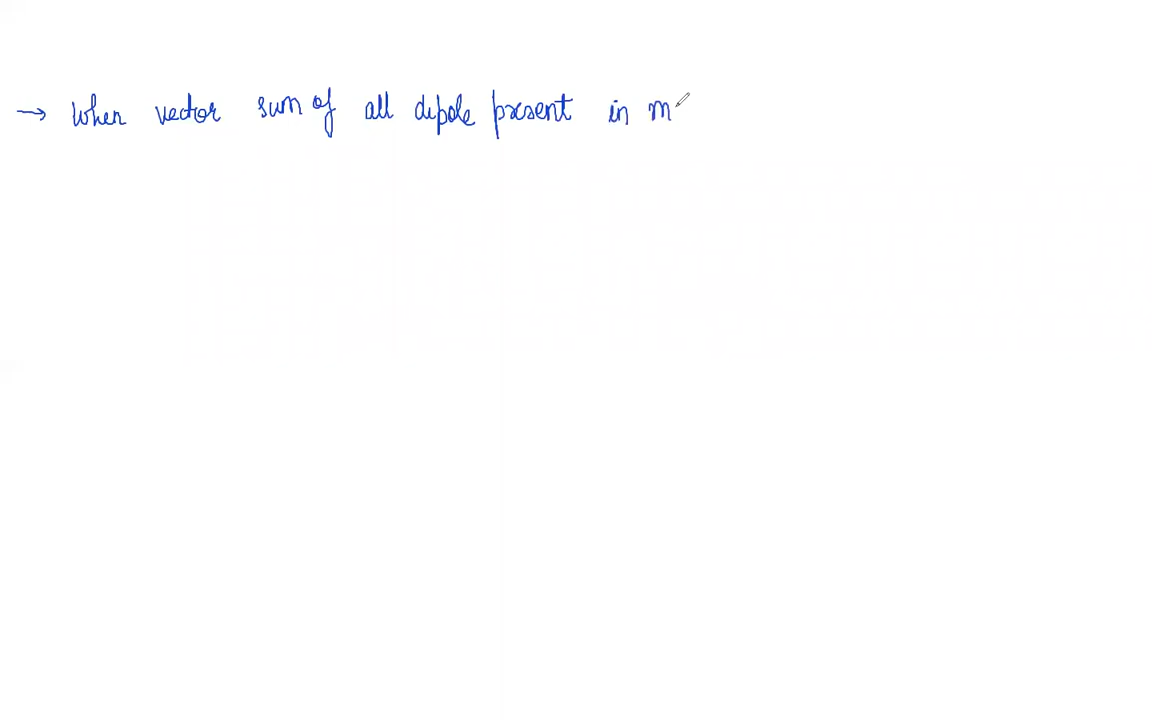 → When vector sum of all dipole present in m